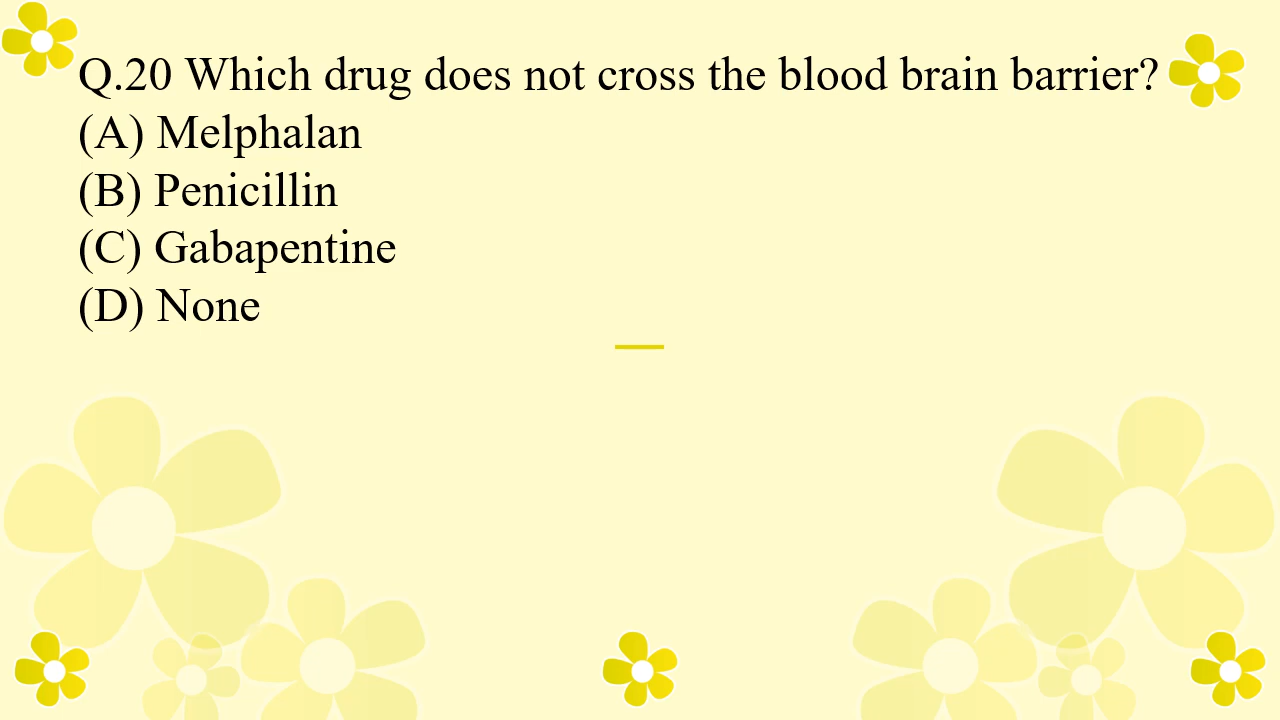 Q.20 Which drug does not cross the blood brain barrier?
(A) Melphalan
(B) Penicillin
(C) Gabapentine
(D) None